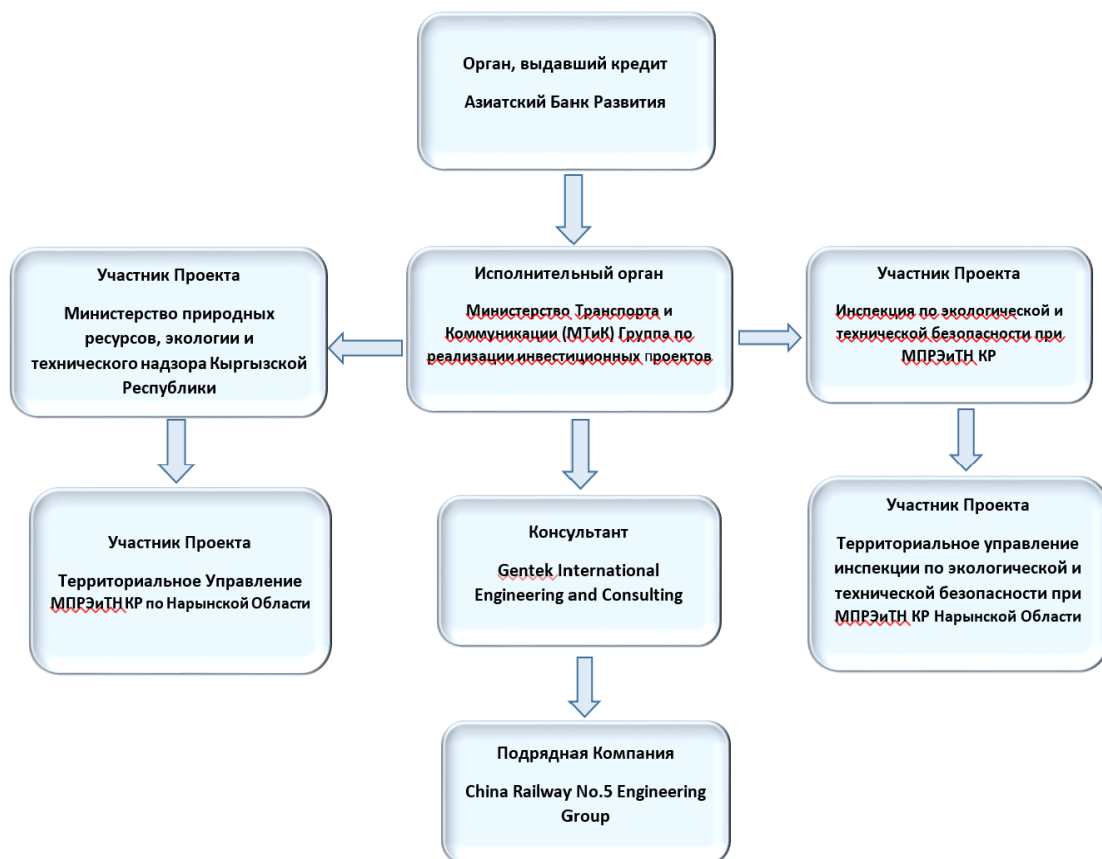 Орган, выдавший кредит
Азиатский Банк Развития
Участник Проекта
Министерство природных
ресурсов, экологии и
технического надзора Кыргызской
Республики
Исполнительный орган
Министерство Транспорта и
Коммуникации (МТиК) Группа по
реализации инвестиционных проектов
Участник Проекта
Инспекция по экологической и
технической безопасности при
МПРЭиТН КР
Участник Проекта
Территориальное Управление
МПРЭиТН КР по Нарынской Области
Консультант
Gentek International
Engineering and Consulting
Участник Проекта
Территориальное управление
инспекции по экологической и
технической безопасности при
МПРЭиТН КР Нарынской Области
Подрядная Компания
China Railway No.5 Engineering
Group